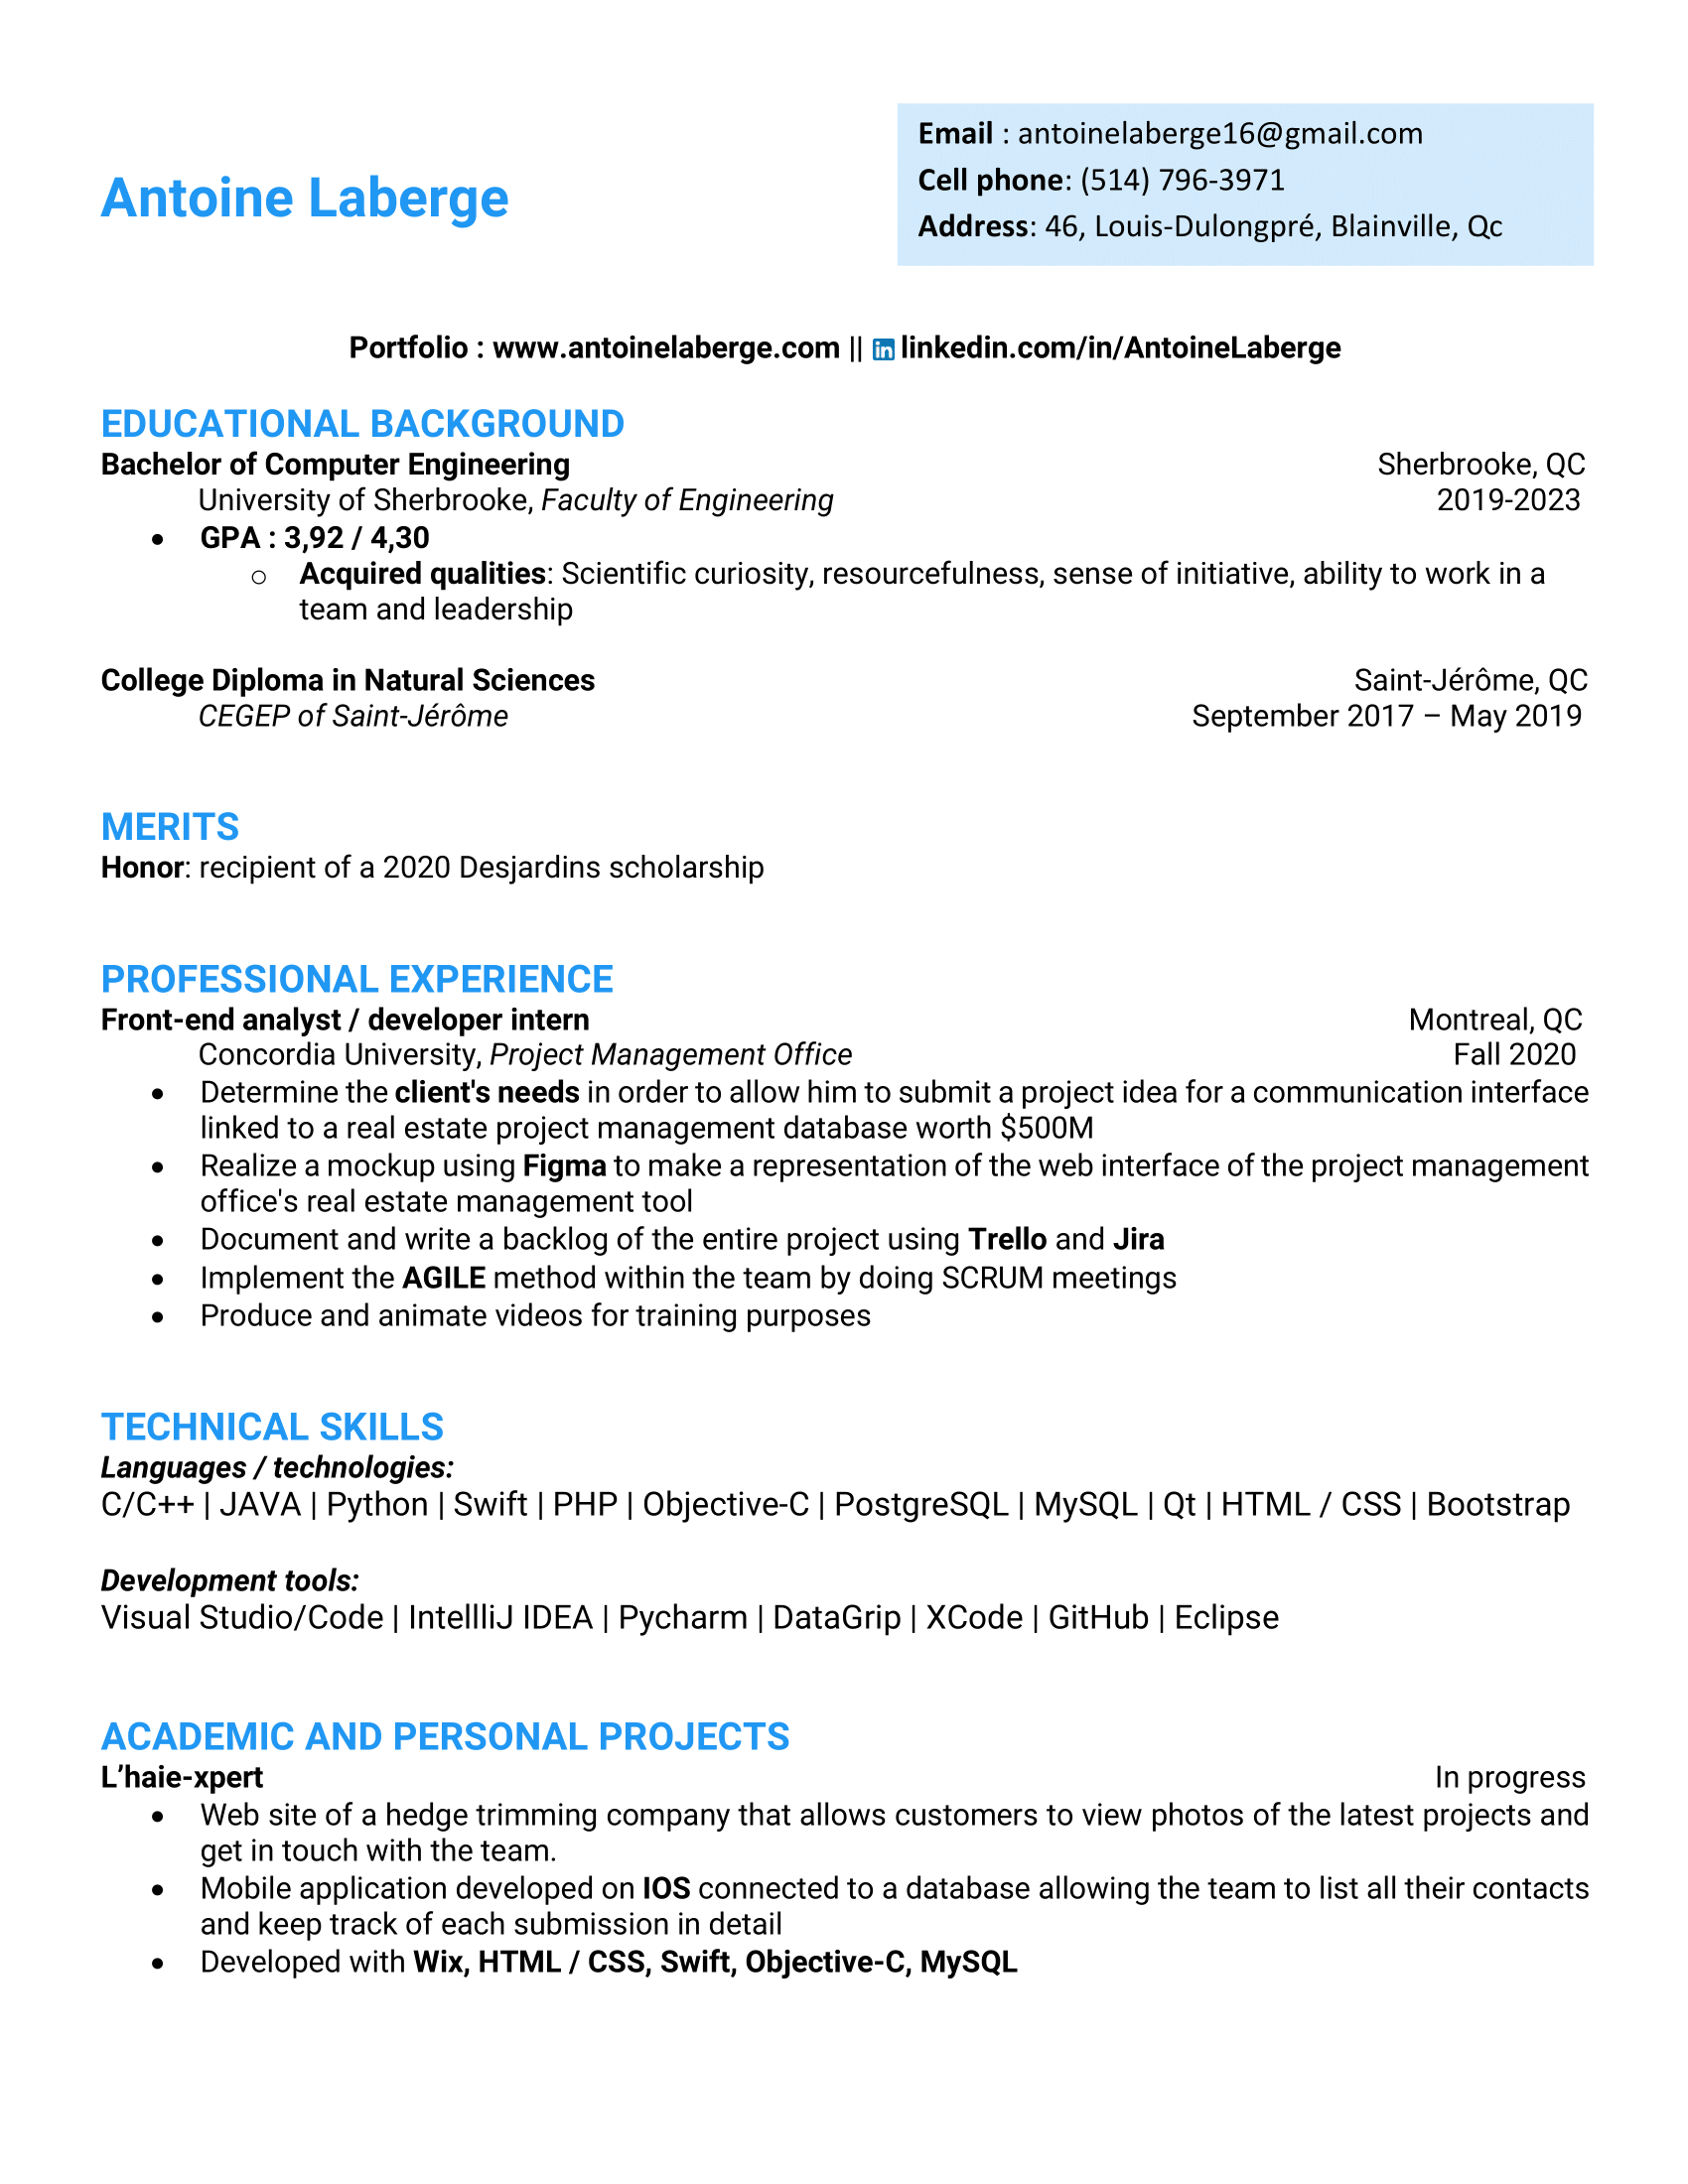 Antoine Laberge
Email : antoinelaberge16@gmail.com
Cell phone: (514) 796-3971
Address: 46, Louis-Dulongpré, Blainville, Qc
Portfolio : www.antoinelaberge.com || in linkedin.com/in/AntoineLaberge
EDUCATIONAL BACKGROUND
Bachelor of Computer Engineering Sherbrooke, QC
University of Sherbrooke, Faculty of Engineering 2019-2023
• GPA : 3,92 / 4,30
o Acquired qualities: Scientific curiosity, resourcefulness, sense of initiative, ability to work in a
team and leadership
College Diploma in Natural Sciences Saint-Jérôme, QC
CEGEP of Saint-Jérôme September 2017 – May 2019
MERITS
Honor: recipient of a 2020 Desjardins scholarship
PROFESSIONAL EXPERIENCE
Front-end analyst / developer intern Montreal, QC
Concordia University, Project Management Office Fall 2020
• Determine the client's needs in order to allow him to submit a project idea for a communication interface
linked to a real estate project management database worth $500M
• Realize a mockup using Figma to make a representation of the web interface of the project management
office's real estate management tool
• Document and write a backlog of the entire project using Trello and Jira
• Implement the AGILE method within the team by doing SCRUM meetings
• Produce and animate videos for training purposes
TECHNICAL SKILLS
Languages / technologies:
C/C++ | JAVA | Python | Swift | PHP | Objective-C | PostgreSQL | MySQL | Qt | HTML / CSS | Bootstrap
Development tools:
Visual Studio/Code | IntellliJ IDEA | Pycharm | DataGrip | XCode | GitHub | Eclipse
ACADEMIC AND PERSONAL PROJECTS
L’haie-xpert In progress
• Web site of a hedge trimming company that allows customers to view photos of the latest projects and
get in touch with the team.
• Mobile application developed on IOS connected to a database allowing the team to list all their contacts
and keep track of each submission in detail
• Developed with Wix, HTML / CSS, Swift, Objective-C, MySQL